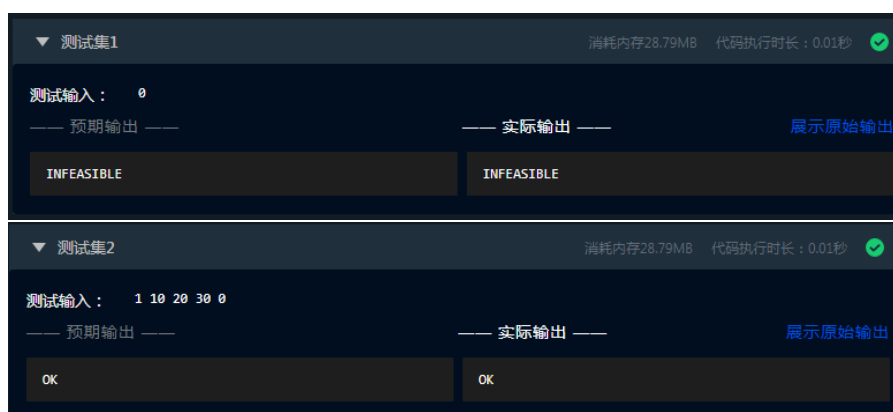 ▼ 测试集1 消耗内存28.79MB 代码执行时长：0.01秒
测试输入： 0
—— 预期输出 —— —— 实际输出 —— 展示原始输出
INFEASIBLE INFEASIBLE
▼ 测试集2 消耗内存28.79MB 代码执行时长：0.01秒
测试输入： 1 10 20 30 0
—— 预期输出 —— —— 实际输出 —— 展示原始输出
OK OK